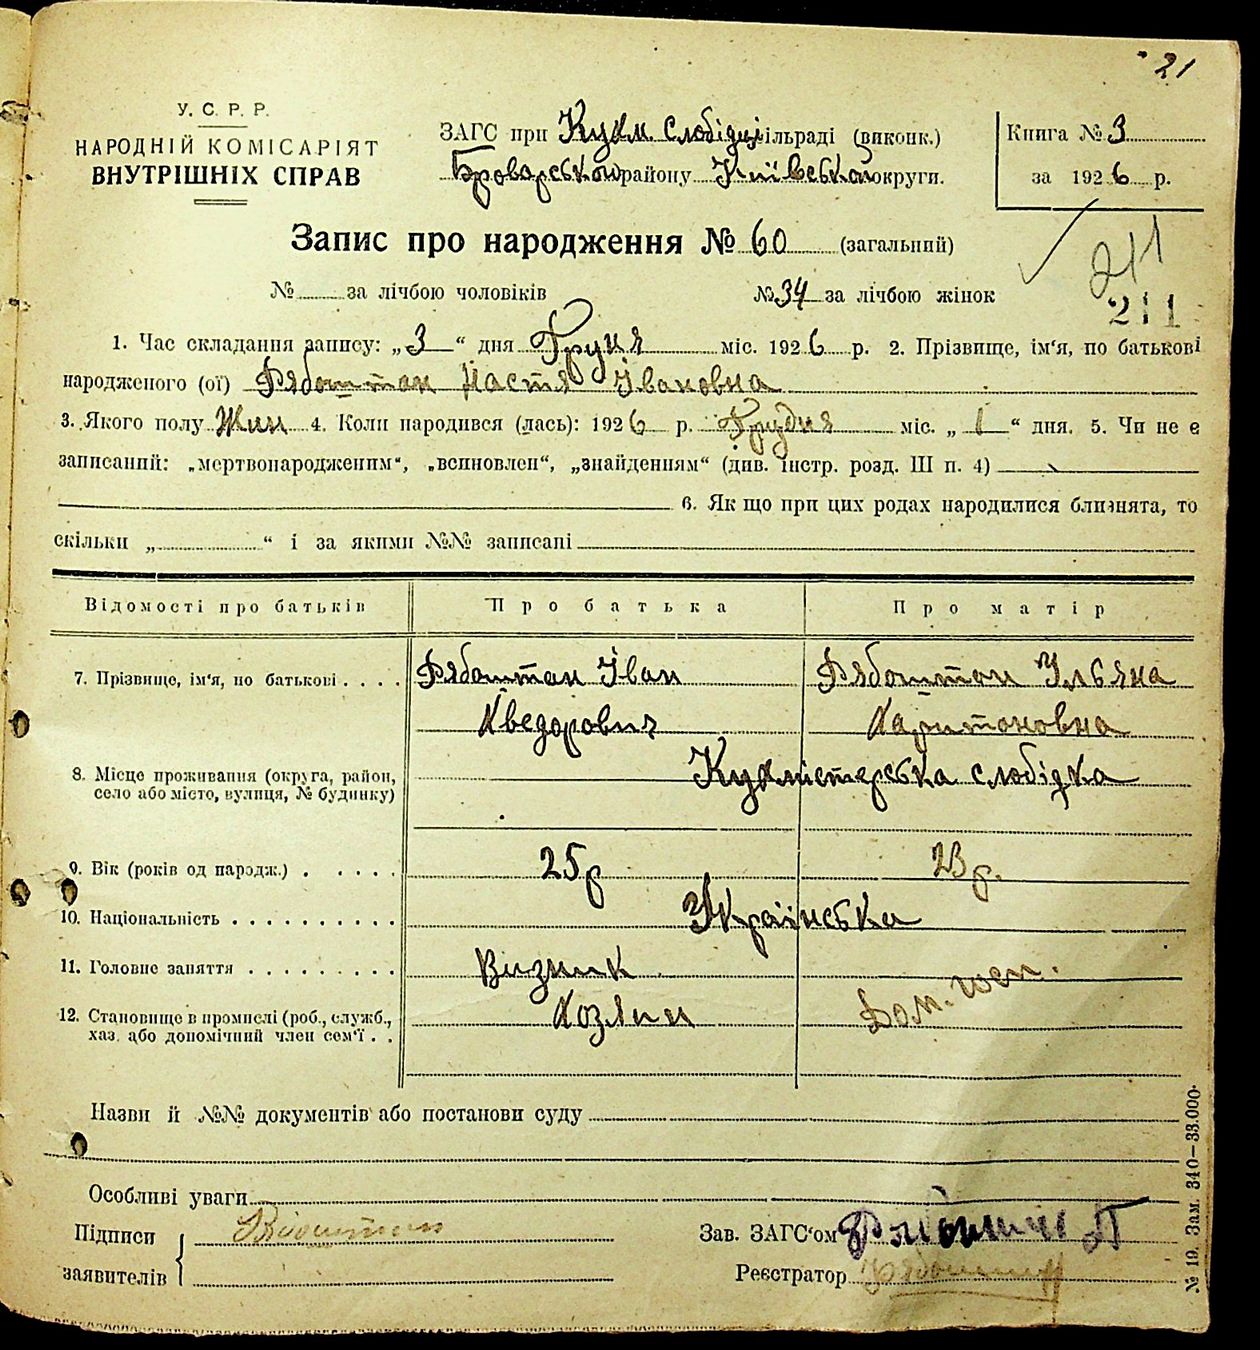 21
У. С. Р. Р.
НАРОДНІЙ КОМІСАРІЯТ
ВНУТРІШНІХ СПРАВ
ЗАГС при Кухм. слобідці сільраді (виконк.)
Броварського району Київської округи.
Книга № 3
за 1926 р.
Запис про народження № 60 (загальний)
211
№ за лічбою чоловіків № 34 за лічбою жінок
211
1. Час складання запису: „3“ дня Грудня міс. 1926 р. 2. Прізвище, ім'я, по батькові
народженого (ої) Рябоштан Настя Івановна
3. Якого полу Жин 4. Коли народився (лась): 1926 р. Грудня міс. „1“ дня. 5. Чи не є
записаний: „мертвонародженим“, „всиновлен“, „знайденням“ (див. інстр. розд. III п. 4)
6. Як що при цих родах народилися близнята, то
скільки „ “ і за якими №№ записані
Відомості про батьків Про батька Про матір
7. Прізвище, ім'я, по батькові . . . . Рябоштан Іван Рябоштан Ульяна
Хведорович Харитоновна
8. Місце проживання (округа, район,
село або місто, вулиця, № будинку) Кухмістерська слобідка
9. Вік (років од народж.) . . . . . 25 р 23 р.
10. Національність . . . . . . . . . . Українська
11. Головне заняття . . . . . . . . . Визник Дом. госп.
12. Становище в промислі (роб., служб.,
хаз. або допомічний член сем'ї . . Хозяин
Назви й №№ документів або постанови суду
Особливі уваги
Підписи
заявителів
Зав. ЗАГС'ом
Реєстратор
№ 19. Зам. 340—33.000.